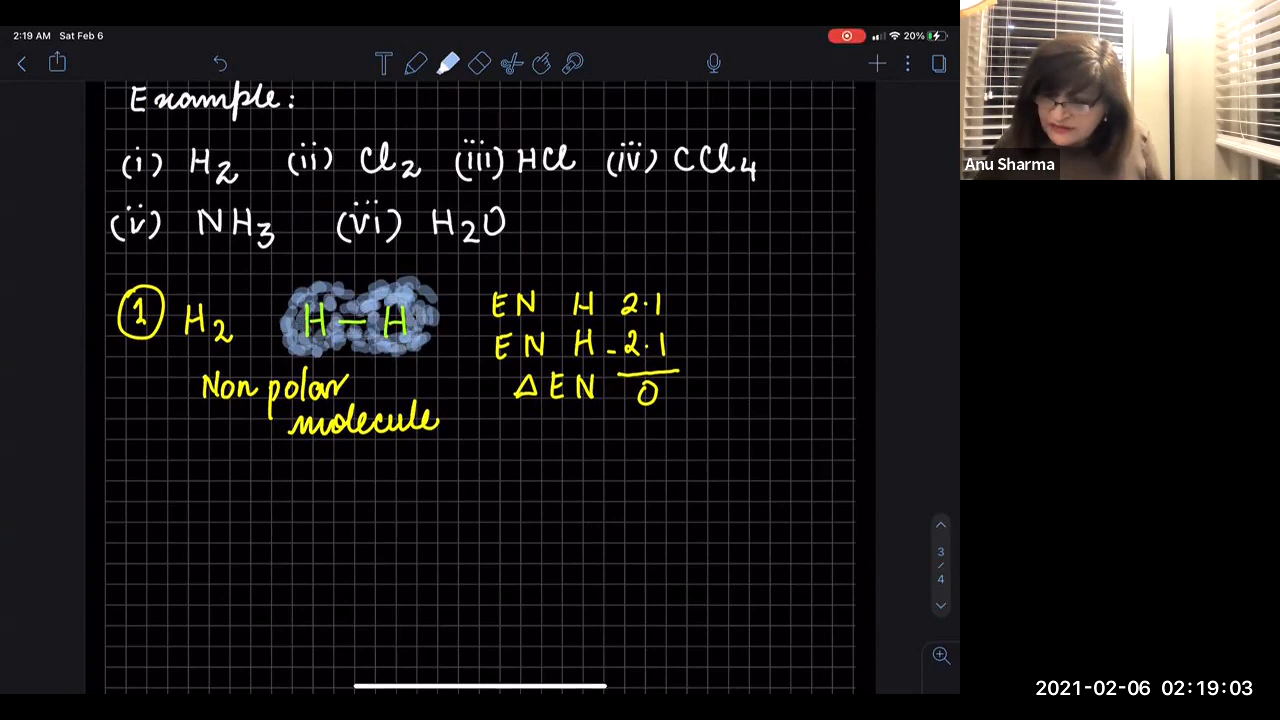 2:19 AM Sat Feb 6
20%
T
Example:
(i) H2 (ii) Cl2 (iii) HCl (iv) CCl4
(v) NH3 (vi) H2O
1 H2 H—H EN H 2.1
EN H - 2.1
Non polar ΔEN 0
molecule
3
/
4
Anu Sharma
2021-02-06 02:19:03